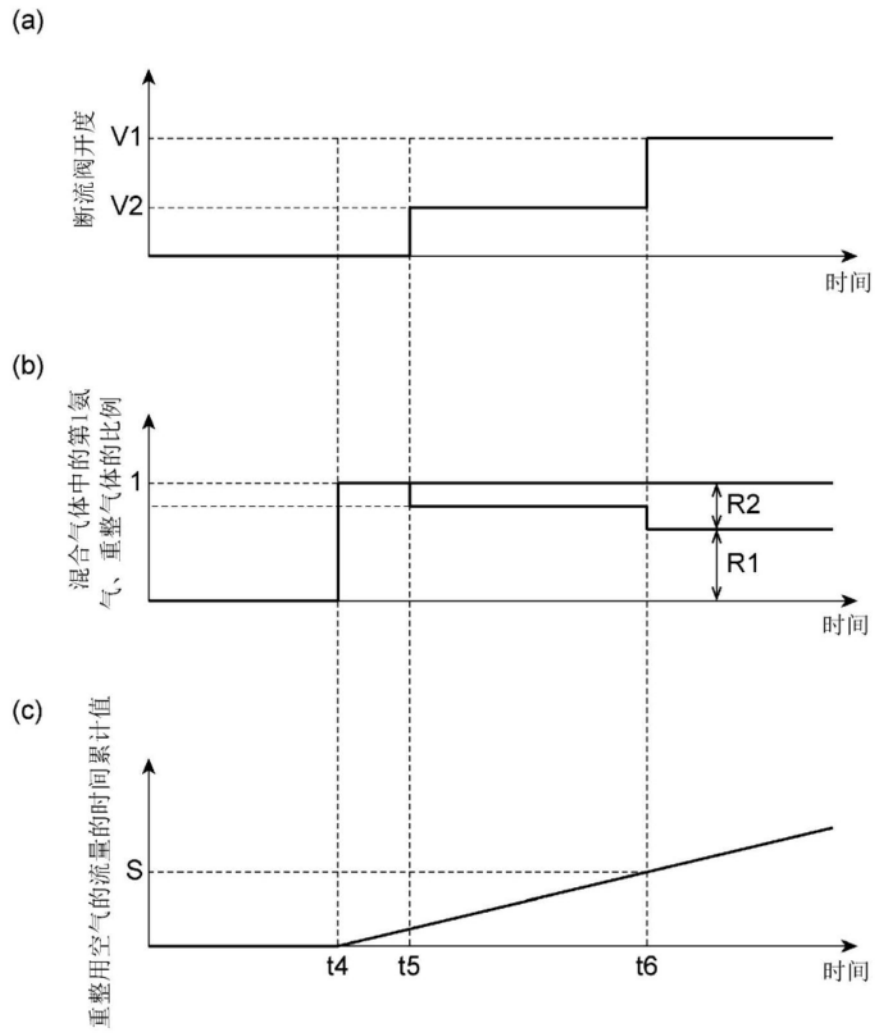 (a)
断流阀开度
V1
V2
时间
(b)
混合气体中的第1氨
气、重整气体的比例
1
R2
R1
时间
(c)
重整用空气的流量的时间累计值
S
t4
t5
t6
时间